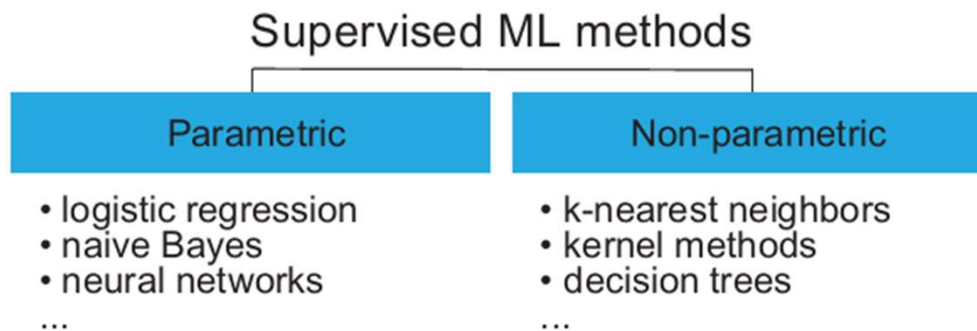 Supervised ML methods
Parametric
• logistic regression
• naive Bayes
• neural networks
...
Non-parametric
• k-nearest neighbors
• kernel methods
• decision trees
...